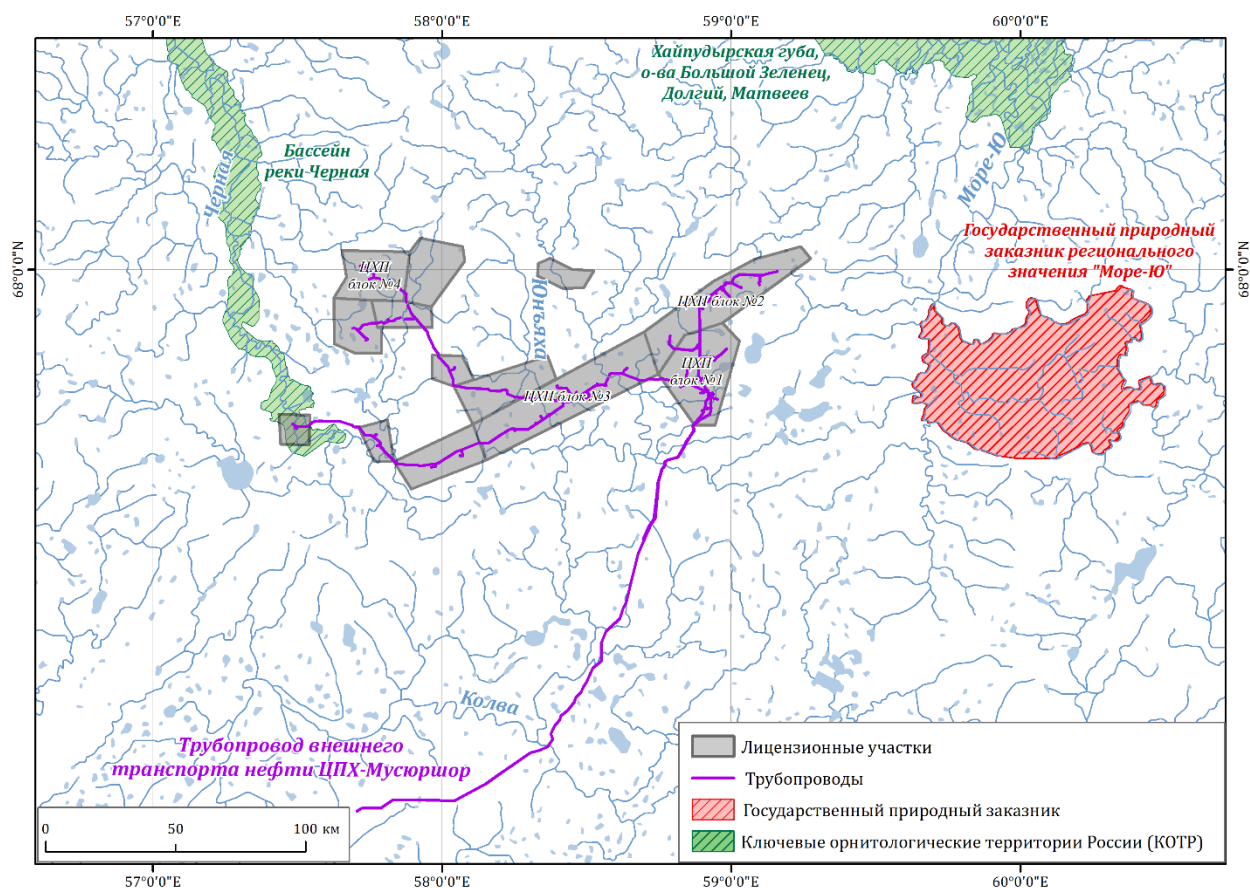 57°0'0"E
58°0'0"E
59°0'0"E
60°0'0"E
Хайпудырская губа,
о-ва Большой Зеленец,
Долгий, Матвеев
Бассейн
реки Черная
Черная
Море-Ю
Государственный природный
заказник регионального
значения "Море-Ю"
68°0'0"N
68°0'0"N
ЦХП
блок №4
Юнъяха
ЦХП блок №2
ЦХП
блок №1
ЦХП блок №3
Колва
Трубопровод внешнего
транспорта нефти ЦПХ-Мусюршор
Лицензионные участки
Трубопроводы
Государственный природный заказник
Ключевые орнитологические территории России (КОТР)
0
50
100 км
57°0'0"E
58°0'0"E
59°0'0"E
60°0'0"E